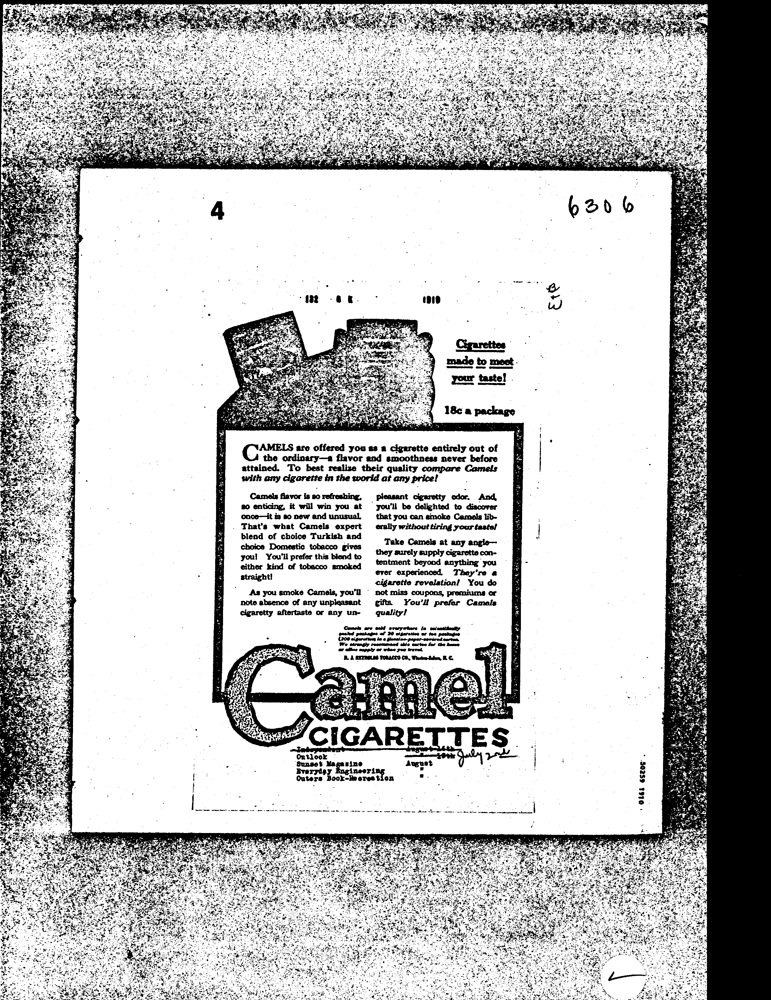 4
6306
132 6 E 1919
Cigarettes
made to meet
your taste!
18c a package
CAMELS are offered you as a cigarette entirely out of
the ordinary—a flavor and smoothness never before
attained. To best realize their quality compare Camels
with any cigarette in the world at any price!
Camels flavor is so refreshing,
so enticing, it will win you at
once—it is so new and unusual.
That's what Camels expert
blend of choice Turkish and
choice Domestic tobacco gives
you! You'll prefer this blend to
either kind of tobacco smoked
straight!
As you smoke Camels, you'll
note absence of any unpleasant
cigaretty aftertaste or any un-
pleasant cigaretty odor. And,
you'll be delighted to discover
that you can smoke Camels lib-
erally without tiring your taste!
Take Camels at any angle—
they surely supply cigarette con-
tentment beyond anything you
ever experienced. They're a
cigarette revelation! You do
not miss coupons, premiums or
gifts. You'll prefer Camels
quality!
Camels are sold everywhere in scientifically
sealed packages of 20 cigarettes or ten packages
(200 cigarettes) in a glassine-paper-covered carton.
We strongly recommend this carton for the home
or office supply or when you travel.
R. J. REYNOLDS TOBACCO CO., Winston-Salem, N. C.
Camel
CIGARETTES
Independent August 16th
Outlook July 2nd
Sunset Magazine August
Everyday Engineering "
Outers Book-Recreation "
50259 1910